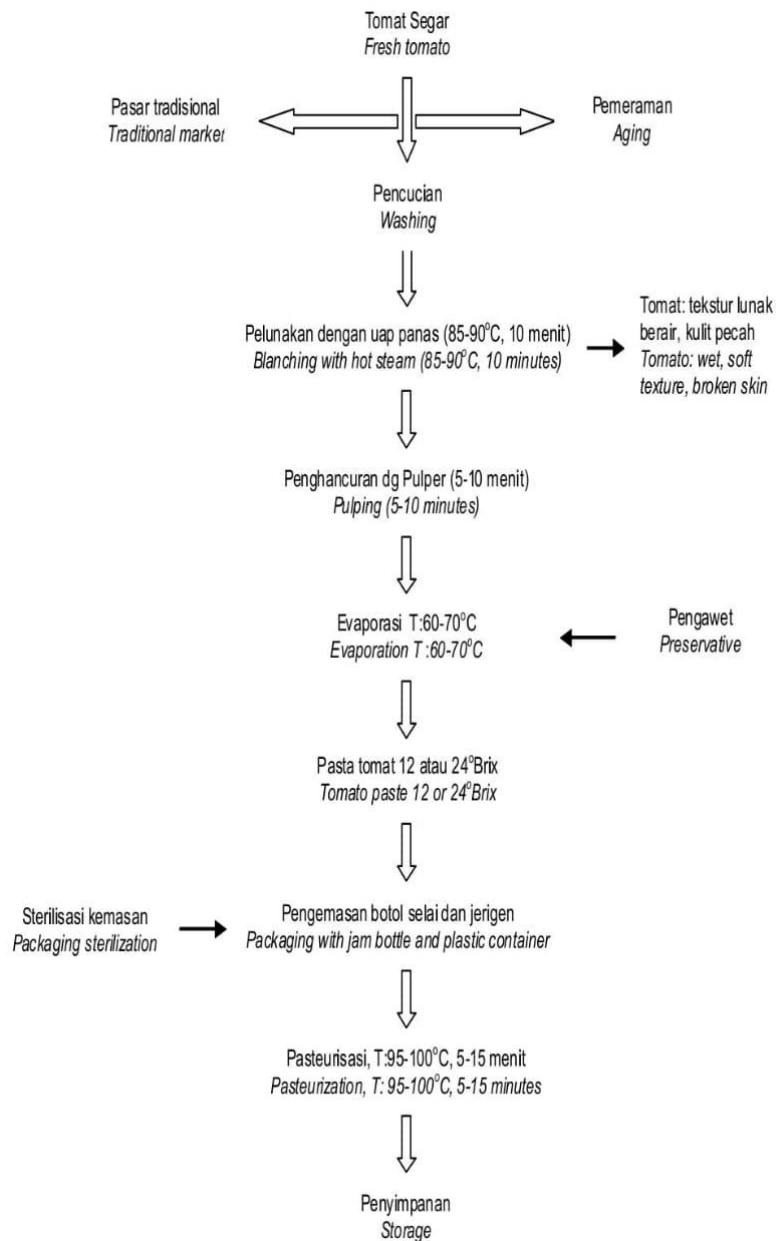 Tomat Segar
Fresh tomato
Pasar tradisional
Traditional market
Pemeraman
Aging
Pencucian
Washing
Pelunakan dengan uap panas (85-90°C, 10 menit)
Blanching with hot steam (85-90°C, 10 minutes)
Tomat: tekstur lunak
berair, kulit pecah
Tomato: wet, soft
texture, broken skin
Penghancuran dg Pulper (5-10 menit)
Pulping (5-10 minutes)
Evaporasi T:60-70°C
Evaporation T :60-70°C
Pengawet
Preservative
Pasta tomat 12 atau 24°Brix
Tomato paste 12 or 24°Brix
Sterilisasi kemasan
Packaging sterilization
Pengemasan botol selai dan jerigen
Packaging with jam bottle and plastic container
Pasteurisasi, T:95-100°C, 5-15 menit
Pasteurization, T: 95-100°C, 5-15 minutes
Penyimpanan
Storage